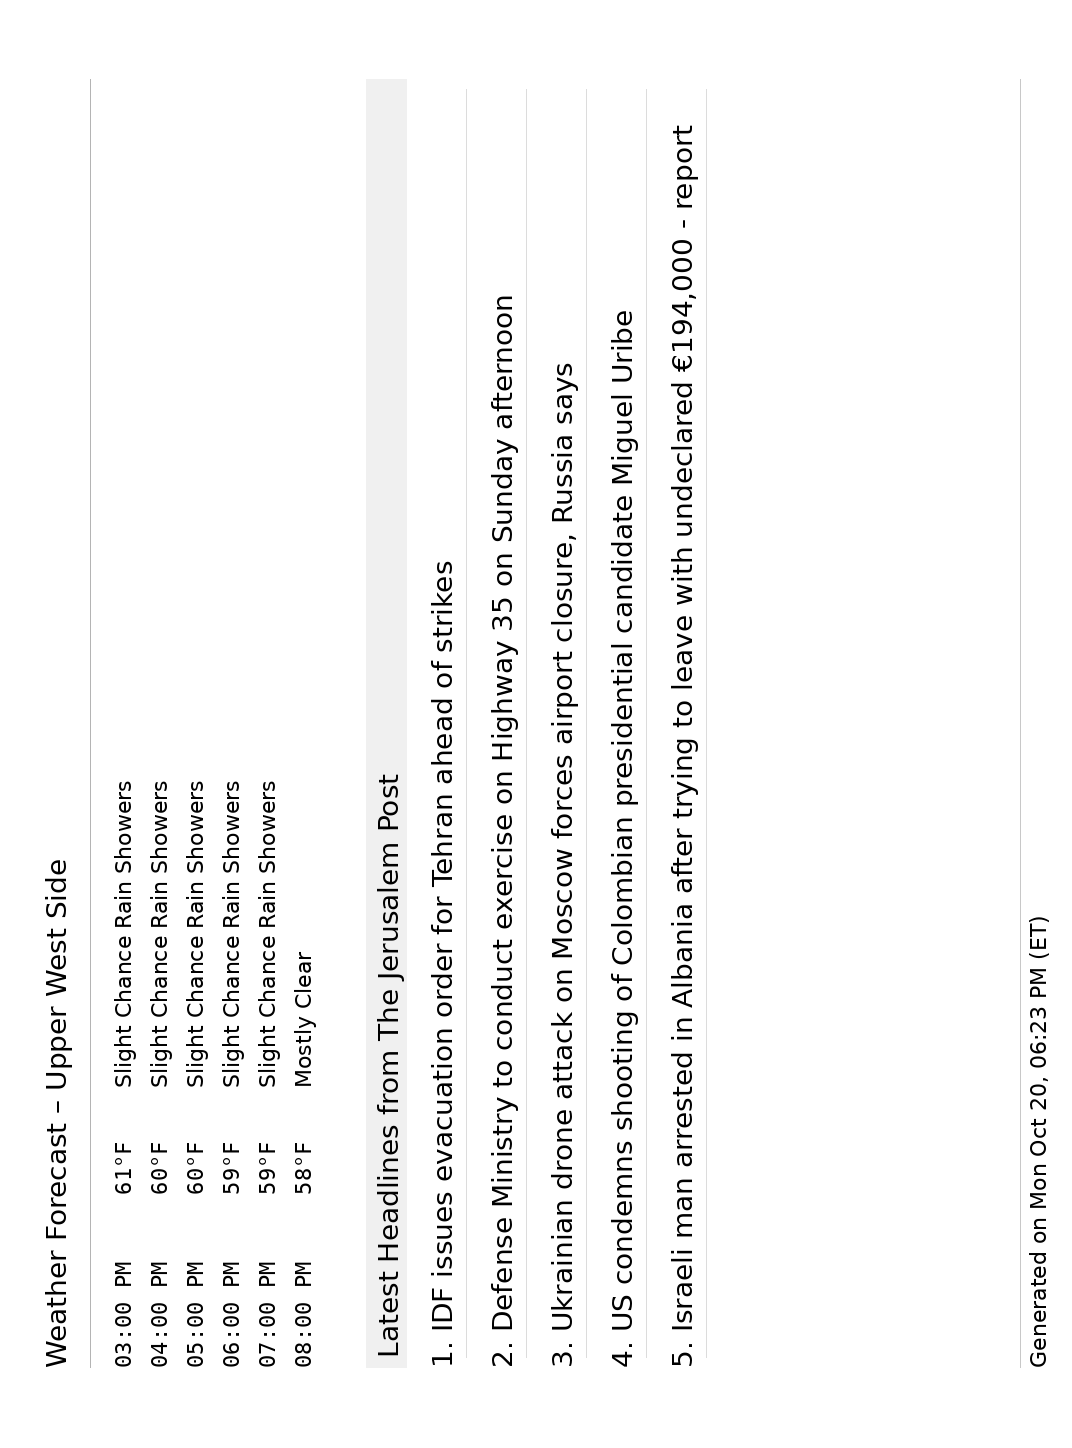 Weather Forecast – Upper West Side
03:00 PM 61°F Slight Chance Rain Showers
04:00 PM 60°F Slight Chance Rain Showers
05:00 PM 60°F Slight Chance Rain Showers
06:00 PM 59°F Slight Chance Rain Showers
07:00 PM 59°F Slight Chance Rain Showers
08:00 PM 58°F Mostly Clear
Latest Headlines from The Jerusalem Post
1. IDF issues evacuation order for Tehran ahead of strikes
2. Defense Ministry to conduct exercise on Highway 35 on Sunday afternoon
3. Ukrainian drone attack on Moscow forces airport closure, Russia says
4. US condemns shooting of Colombian presidential candidate Miguel Uribe
5. Israeli man arrested in Albania after trying to leave with undeclared €194,000 - report
Generated on Mon Oct 20, 06:23 PM (ET)